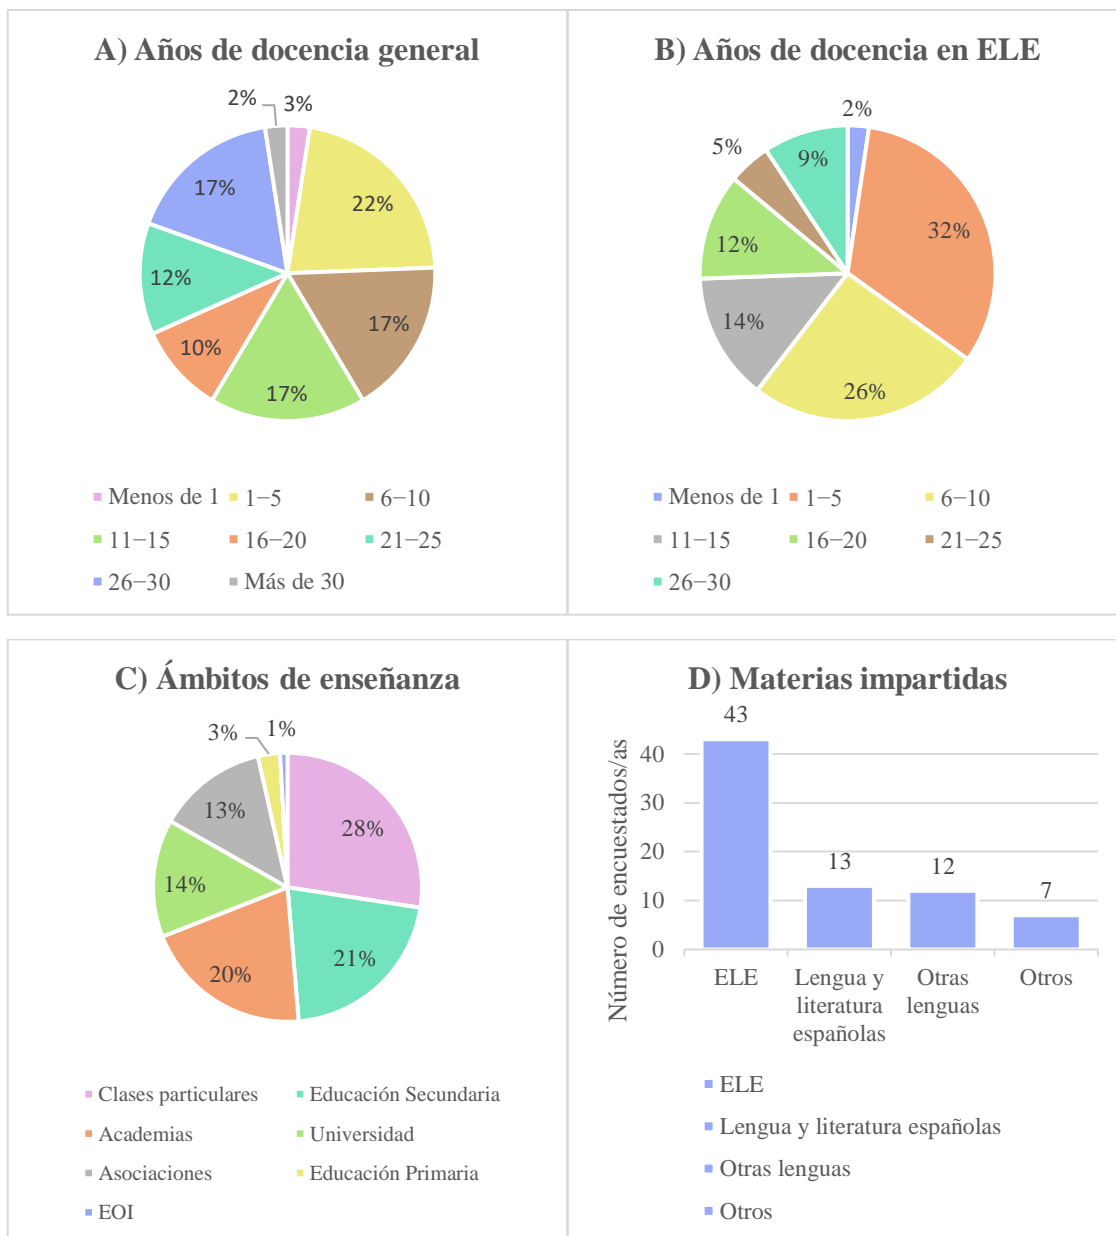 A) Años de docencia general
2%
3%
22%
17%
17%
10%
12%
17%
Menos de 1
1−5
6−10
11−15
16−20
21−25
26−30
Más de 30
B) Años de docencia en ELE
2%
32%
26%
14%
12%
5%
9%
Menos de 1
1−5
6−10
11−15
16−20
21−25
26−30
C) Ámbitos de enseñanza
3%
1%
28%
21%
20%
14%
13%
Clases particulares
Educación Secundaria
Academias
Universidad
Asociaciones
Educación Primaria
EOI
D) Materias impartidas
Número de encuestados/as
40
30
20
10
0
43
13
12
7
ELE
Lengua y
literatura
españolas
Otras
lenguas
Otros
ELE
Lengua y literatura españolas
Otras lenguas
Otros